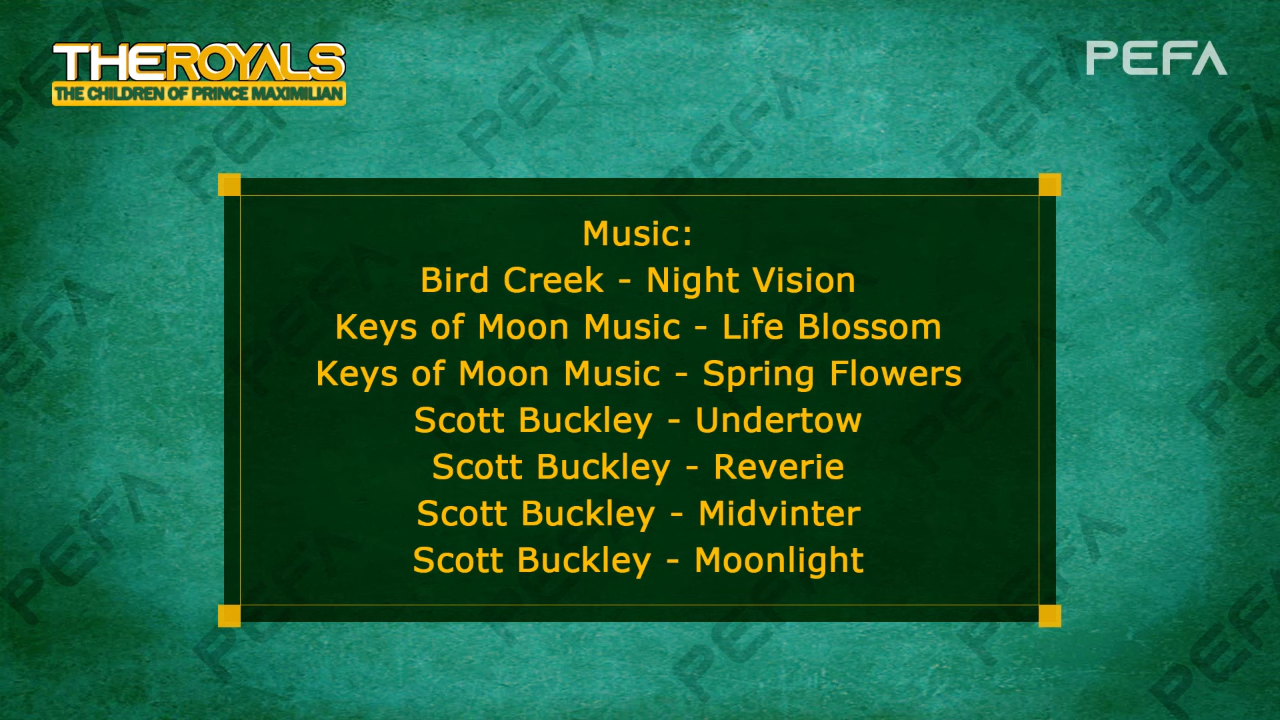 THEROYALS
THE CHILDREN OF PRINCE MAXIMILIAN
PEFA
Music:
Bird Creek - Night Vision
Keys of Moon Music - Life Blossom
Keys of Moon Music - Spring Flowers
Scott Buckley - Undertow
Scott Buckley - Reverie
Scott Buckley - Midvinter
Scott Buckley - Moonlight